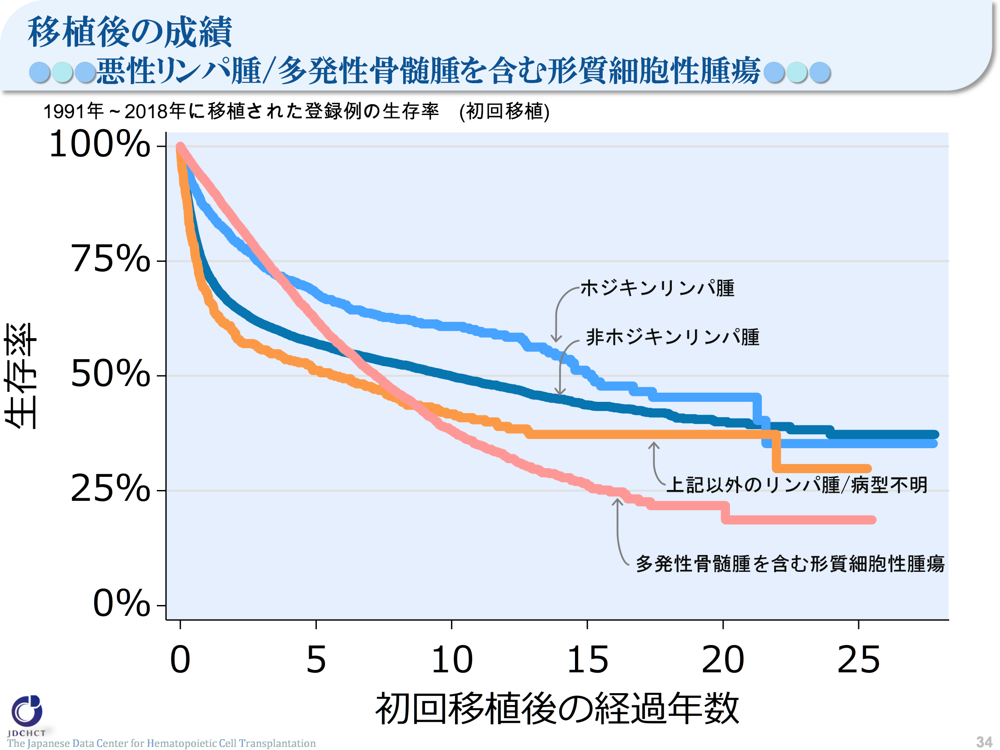 移植後の成績
悪性リンパ腫/多発性骨髄腫を含む形質細胞性腫瘍
1991年～2018年に移植された登録例の生存率　(初回移植)
100%
75%
50%
25%
0%
生存率
ホジキンリンパ腫
非ホジキンリンパ腫
上記以外のリンパ腫/病型不明
多発性骨髄腫を含む形質細胞性腫瘍
0 5 10 15 20 25
初回移植後の経過年数
JDCHCT
The Japanese Data Center for Hematopoietic Cell Transplantation
34